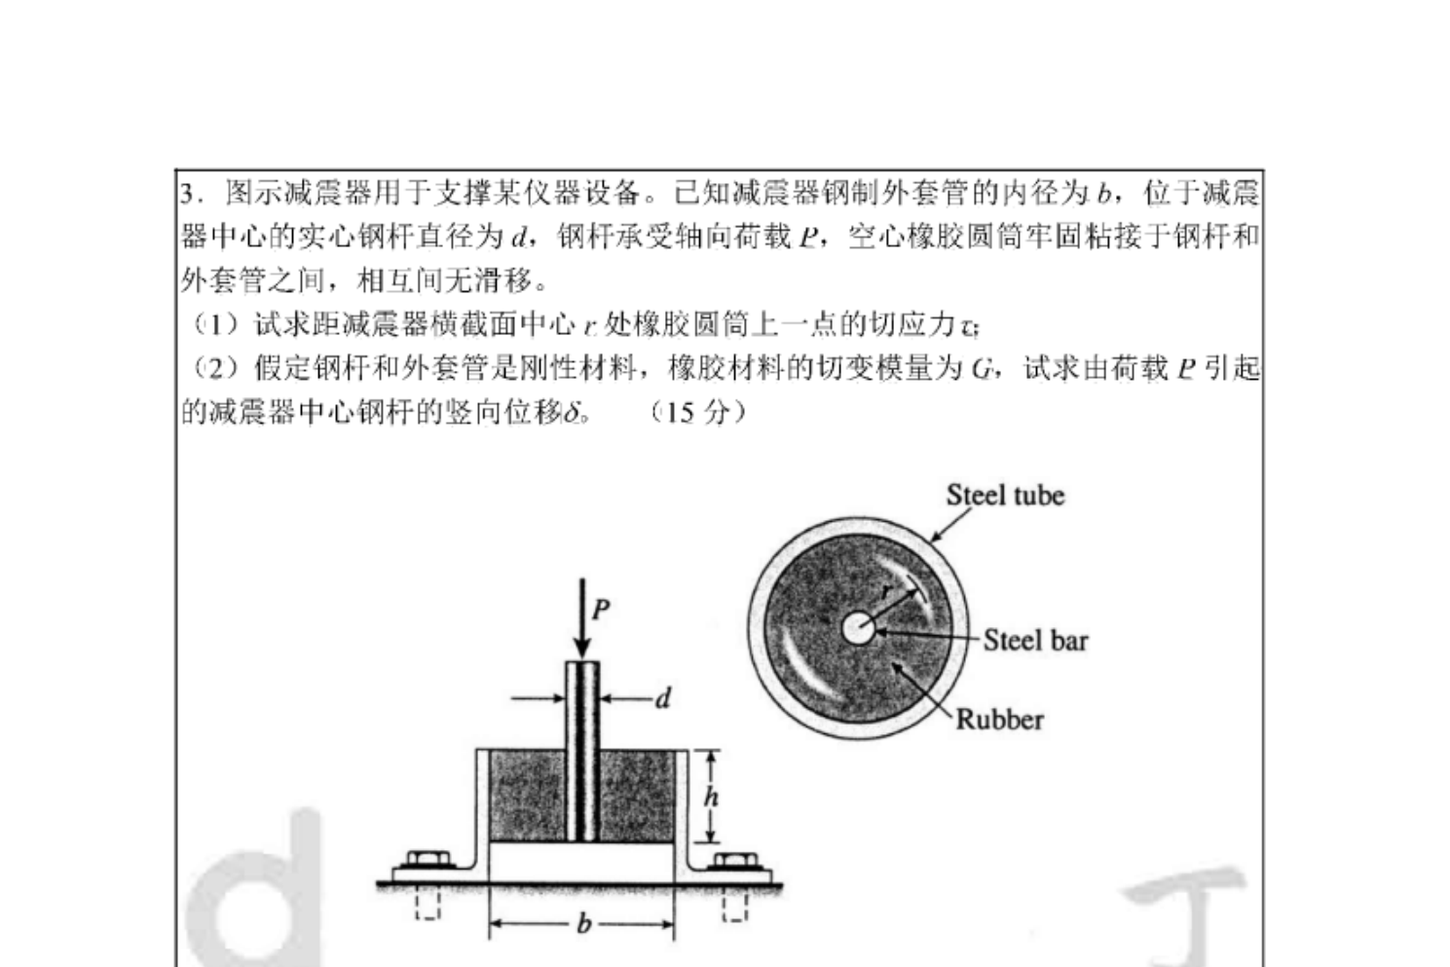 3．图示减震器用于支撑某仪器设备。已知减震器钢制外套管的内径为 b，位于减震
器中心的实心钢杆直径为 d，钢杆承受轴向荷载 P，空心橡胶圆筒牢固粘接于钢杆和
外套管之间，相互间无滑移。
（1）试求距减震器横截面中心 r 处橡胶圆筒上一点的切应力 τ；
（2）假定钢杆和外套管是刚性材料，橡胶材料的切变模量为 G，试求由荷载 P 引起
的减震器中心钢杆的竖向位移δ。 （15 分）
Steel tube
r
Steel bar
Rubber
P
d
h
b
d